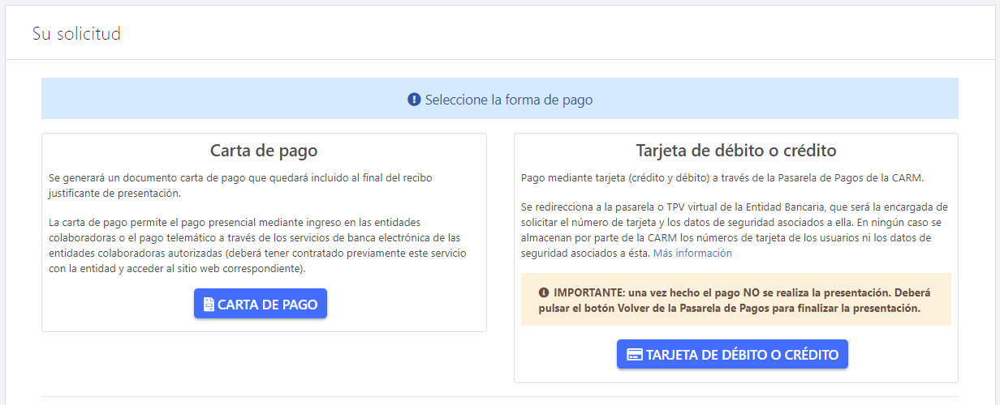 Su solicitud
Seleccione la forma de pago
Carta de pago
Se generará un documento carta de pago que quedará incluido al final del recibo
justificante de presentación.
La carta de pago permite el pago presencial mediante ingreso en las entidades
colaboradoras o el pago telemático a través de los servicios de banca electrónica de las
entidades colaboradoras autorizadas (deberá tener contratado previamente este servicio
con la entidad y acceder al sitio web correspondiente).
CARTA DE PAGO
Tarjeta de débito o crédito
Pago mediante tarjeta (crédito y débito) a través de la Pasarela de Pagos de la CARM.
Se redirecciona a la pasarela o TPV virtual de la Entidad Bancaria, que será la encargada de
solicitar el número de tarjeta y los datos de seguridad asociados a ella. En ningún caso se
almacenan por parte de la CARM los números de tarjeta de los usuarios ni los datos de
seguridad asociados a ésta. Más información
IMPORTANTE: una vez hecho el pago NO se realiza la presentación. Deberá
pulsar el botón Volver de la Pasarela de Pagos para finalizar la presentación.
TARJETA DE DÉBITO O CRÉDITO